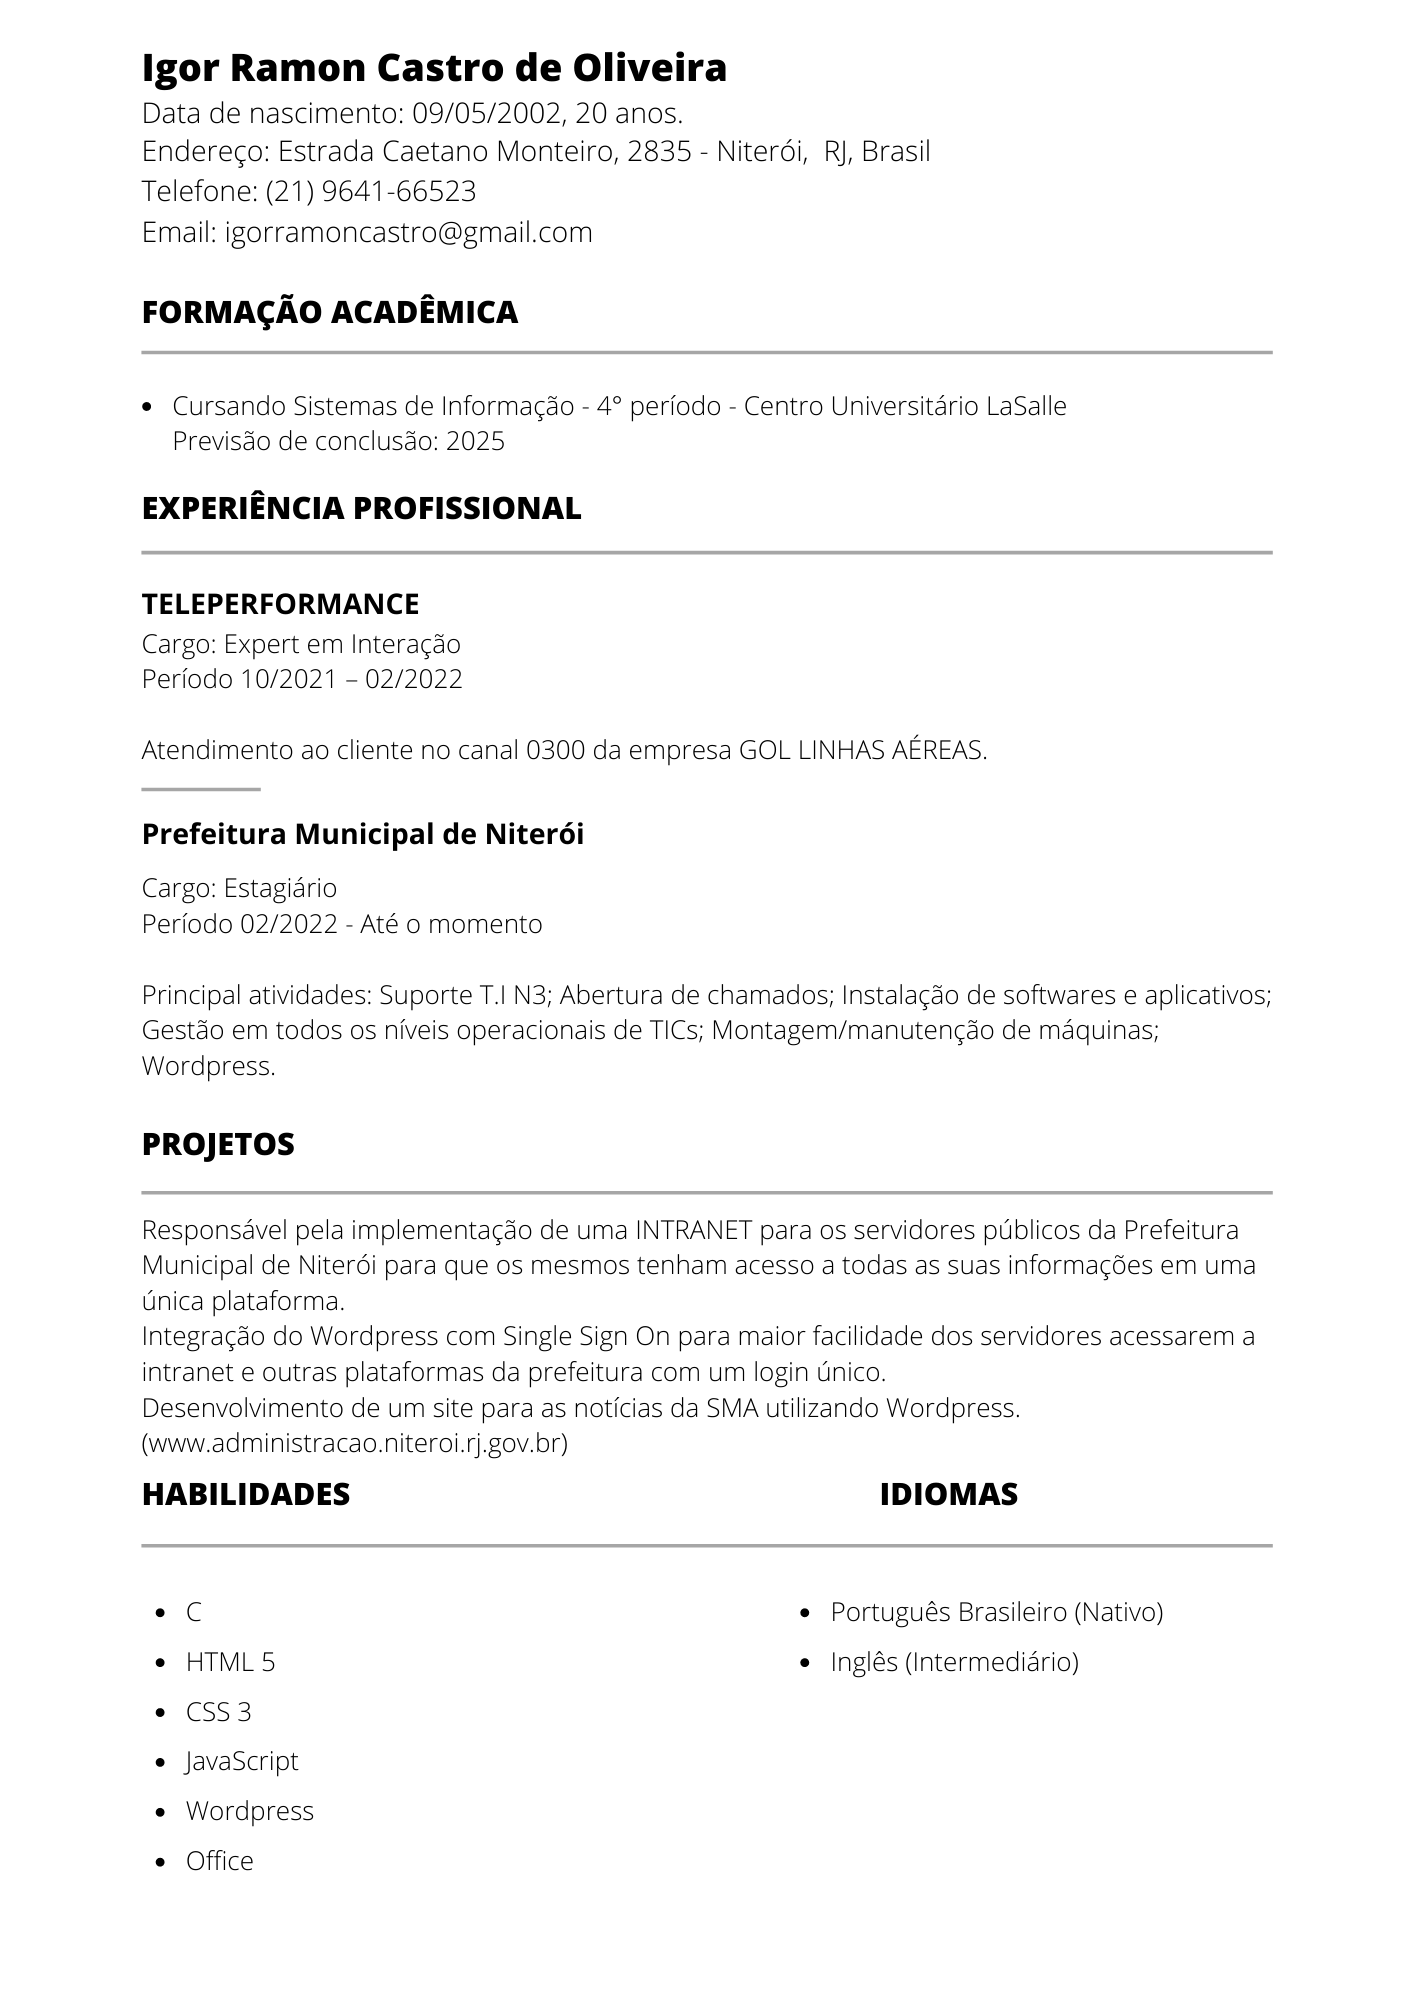 Igor Ramon Castro de Oliveira
Data de nascimento: 09/05/2002, 20 anos.
Endereço: Estrada Caetano Monteiro, 2835 - Niterói,  RJ, Brasil
Telefone: (21) 9641-66523
Email: igorramoncastro@gmail.com
FORMAÇÃO ACADÊMICA
• Cursando Sistemas de Informação - 4° período - Centro Universitário LaSalle
Previsão de conclusão: 2025
EXPERIÊNCIA PROFISSIONAL
TELEPERFORMANCE
Cargo: Expert em Interação
Período 10/2021 – 02/2022
Atendimento ao cliente no canal 0300 da empresa GOL LINHAS AÉREAS.
Prefeitura Municipal de Niterói
Cargo: Estagiário
Período 02/2022 - Até o momento
Principal atividades: Suporte T.I N3; Abertura de chamados; Instalação de softwares e aplicativos;
Gestão em todos os níveis operacionais de TICs; Montagem/manutenção de máquinas;
Wordpress.
PROJETOS
Responsável pela implementação de uma INTRANET para os servidores públicos da Prefeitura
Municipal de Niterói para que os mesmos tenham acesso a todas as suas informações em uma
única plataforma.
Integração do Wordpress com Single Sign On para maior facilidade dos servidores acessarem a
intranet e outras plataformas da prefeitura com um login único.
Desenvolvimento de um site para as notícias da SMA utilizando Wordpress.
(www.administracao.niteroi.rj.gov.br)
HABILIDADES
• C
• HTML 5
• CSS 3
• JavaScript
• Wordpress
• Office
IDIOMAS
• Português Brasileiro (Nativo)
• Inglês (Intermediário)